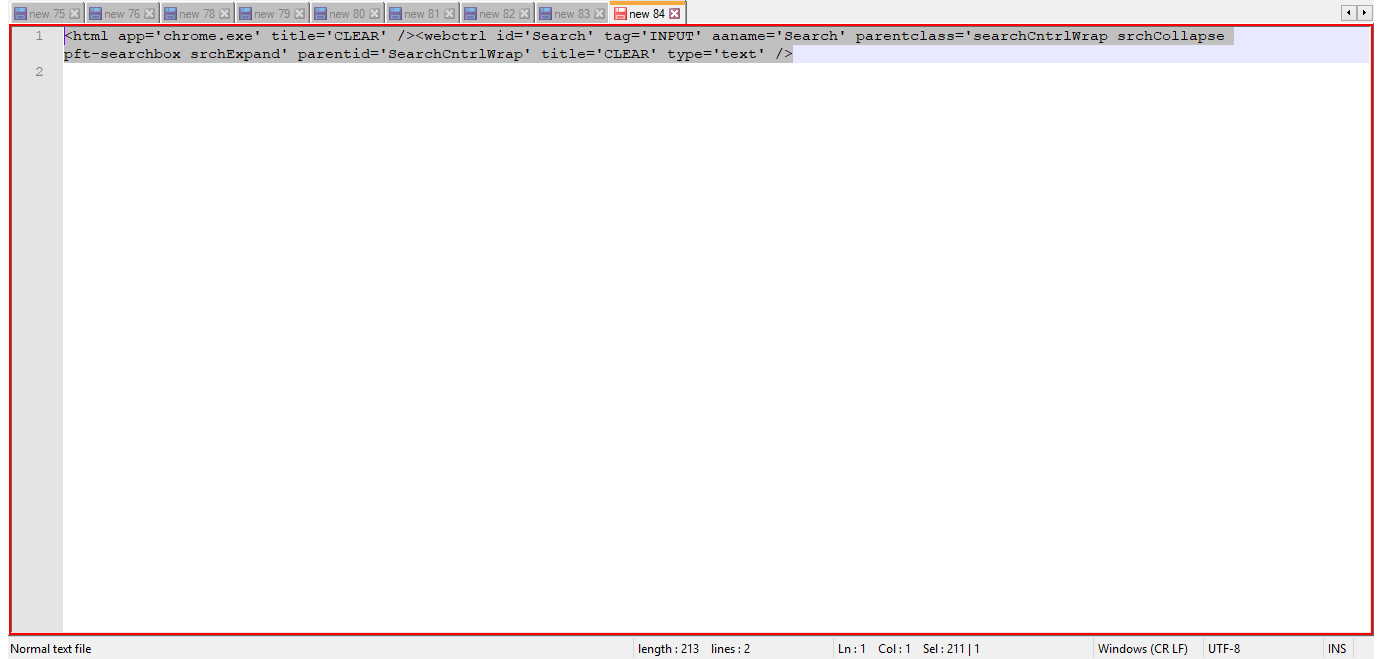 new 75 new 76 new 78 new 79 new 80 new 81 new 82 new 83 new 84
1 <html app='chrome.exe' title='CLEAR' /><webctrl id='Search' tag='INPUT' aaname='Search' parentclass='searchCntrlWrap srchCollapse
pft-searchbox srchExpand' parentid='SearchCntrlWrap' title='CLEAR' type='text' />
2
Normal text file length : 213 lines : 2 Ln : 1 Col : 1 Sel : 211 | 1 Windows (CR LF) UTF-8 INS